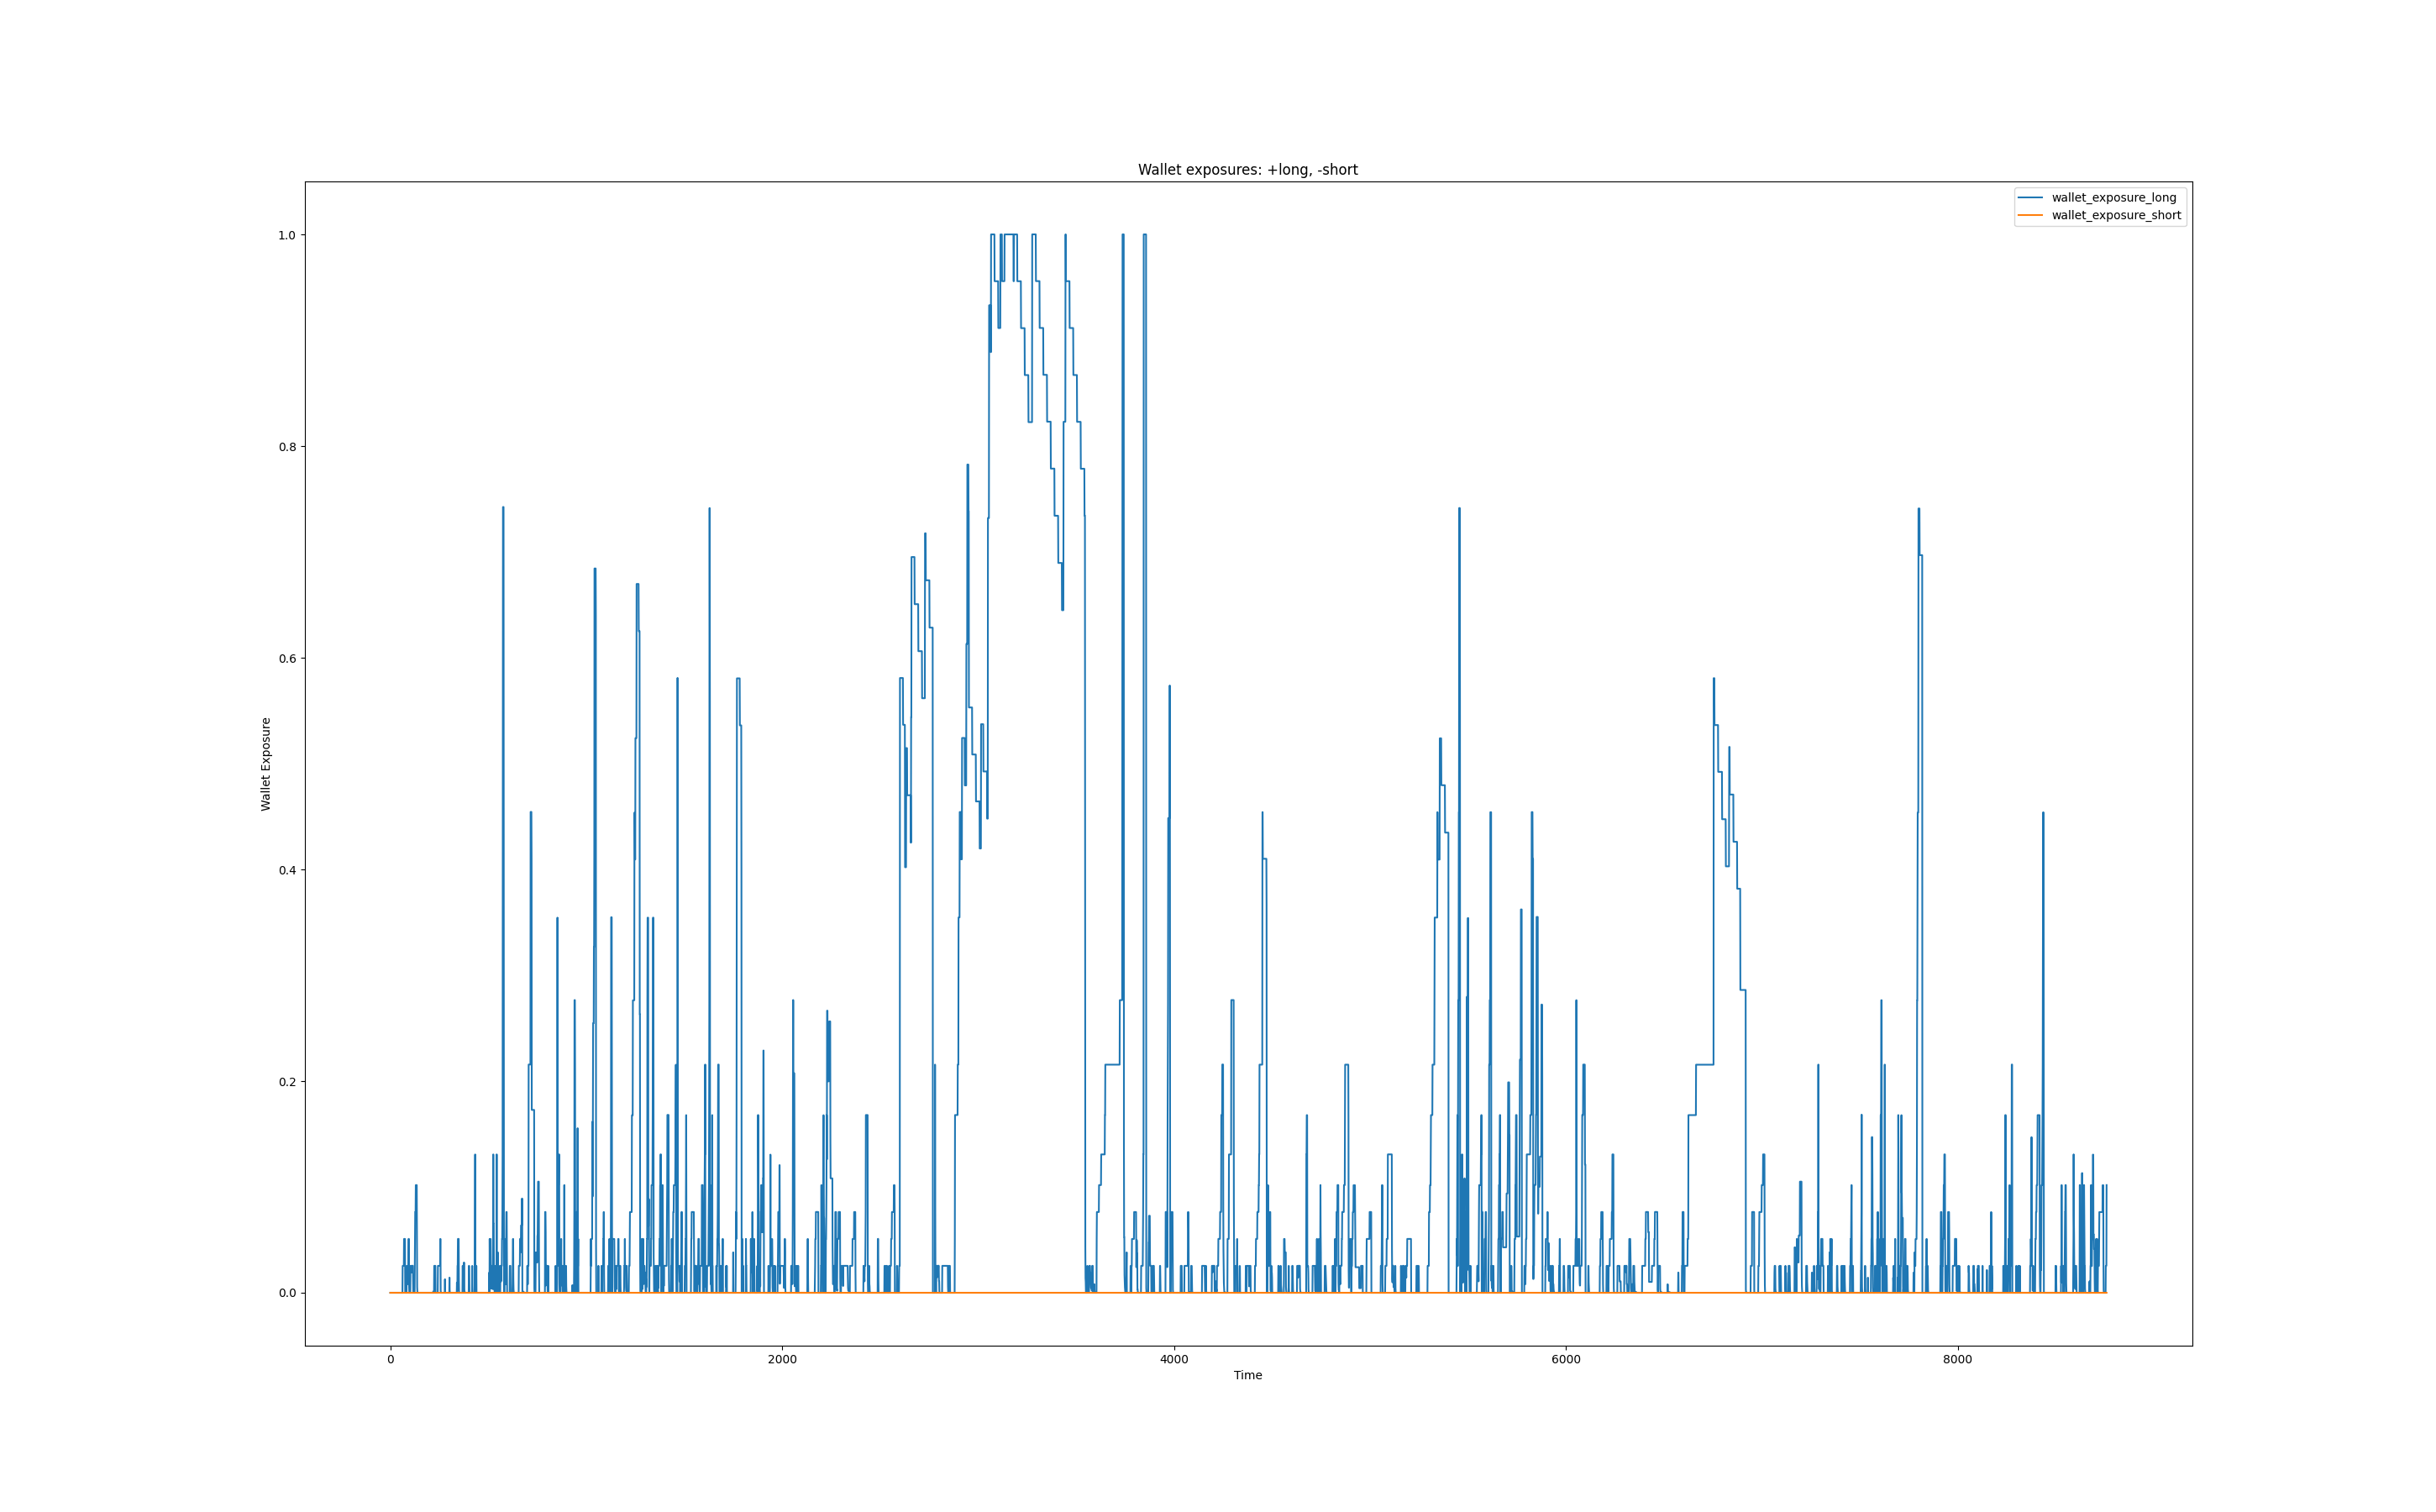 Wallet exposures: +long, -short
wallet_exposure_long
wallet_exposure_short
1.0
0.8
0.6
0.4
0.2
0.0
Wallet Exposure
0 2000 4000 6000 8000
Time